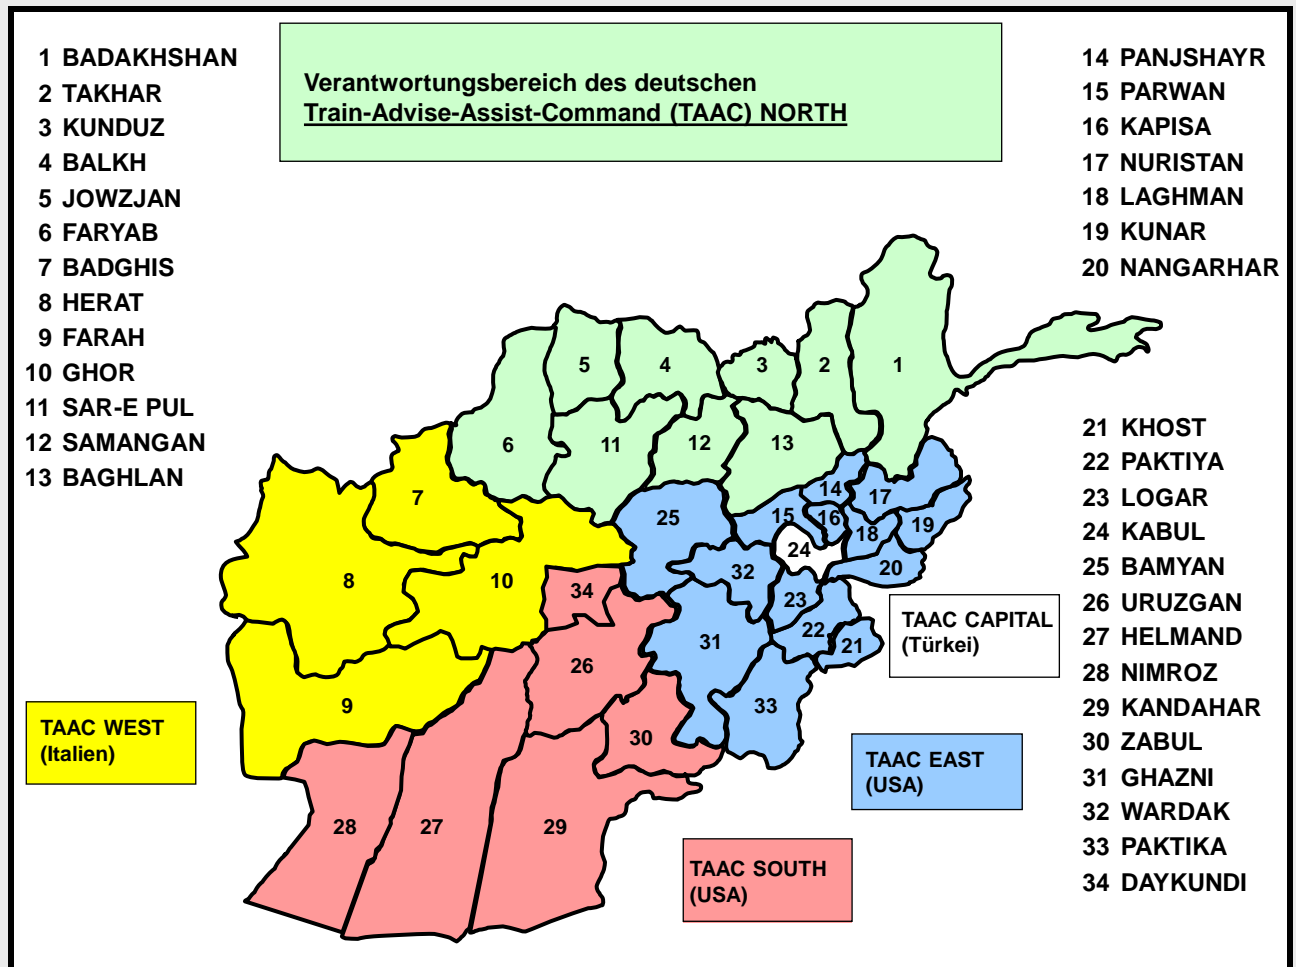 1 BADAKHSHAN
2 TAKHAR
3 KUNDUZ
4 BALKH
5 JOWZJAN
6 FARYAB
7 BADGHIS
8 HERAT
9 FARAH
10 GHOR
11 SAR-E PUL
12 SAMANGAN
13 BAGHLAN
Verantwortungsbereich des deutschen
Train-Advise-Assist-Command (TAAC) NORTH
14 PANJSHAYR
15 PARWAN
16 KAPISA
17 NURISTAN
18 LAGHMAN
19 KUNAR
20 NANGARHAR
21 KHOST
22 PAKTIYA
23 LOGAR
24 KABUL
25 BAMYAN
26 URUZGAN
27 HELMAND
28 NIMROZ
29 KANDAHAR
30 ZABUL
31 GHAZNI
32 WARDAK
33 PAKTIKA
34 DAYKUNDI
1
2
3
4
5
6
11
12
13
7
8
10
9
14
15
16
17
18
19
20
24
25
32
23
22
21
31
33
34
26
30
28
27
29
TAAC CAPITAL
(Türkei)
TAAC WEST
(Italien)
TAAC EAST
(USA)
TAAC SOUTH
(USA)